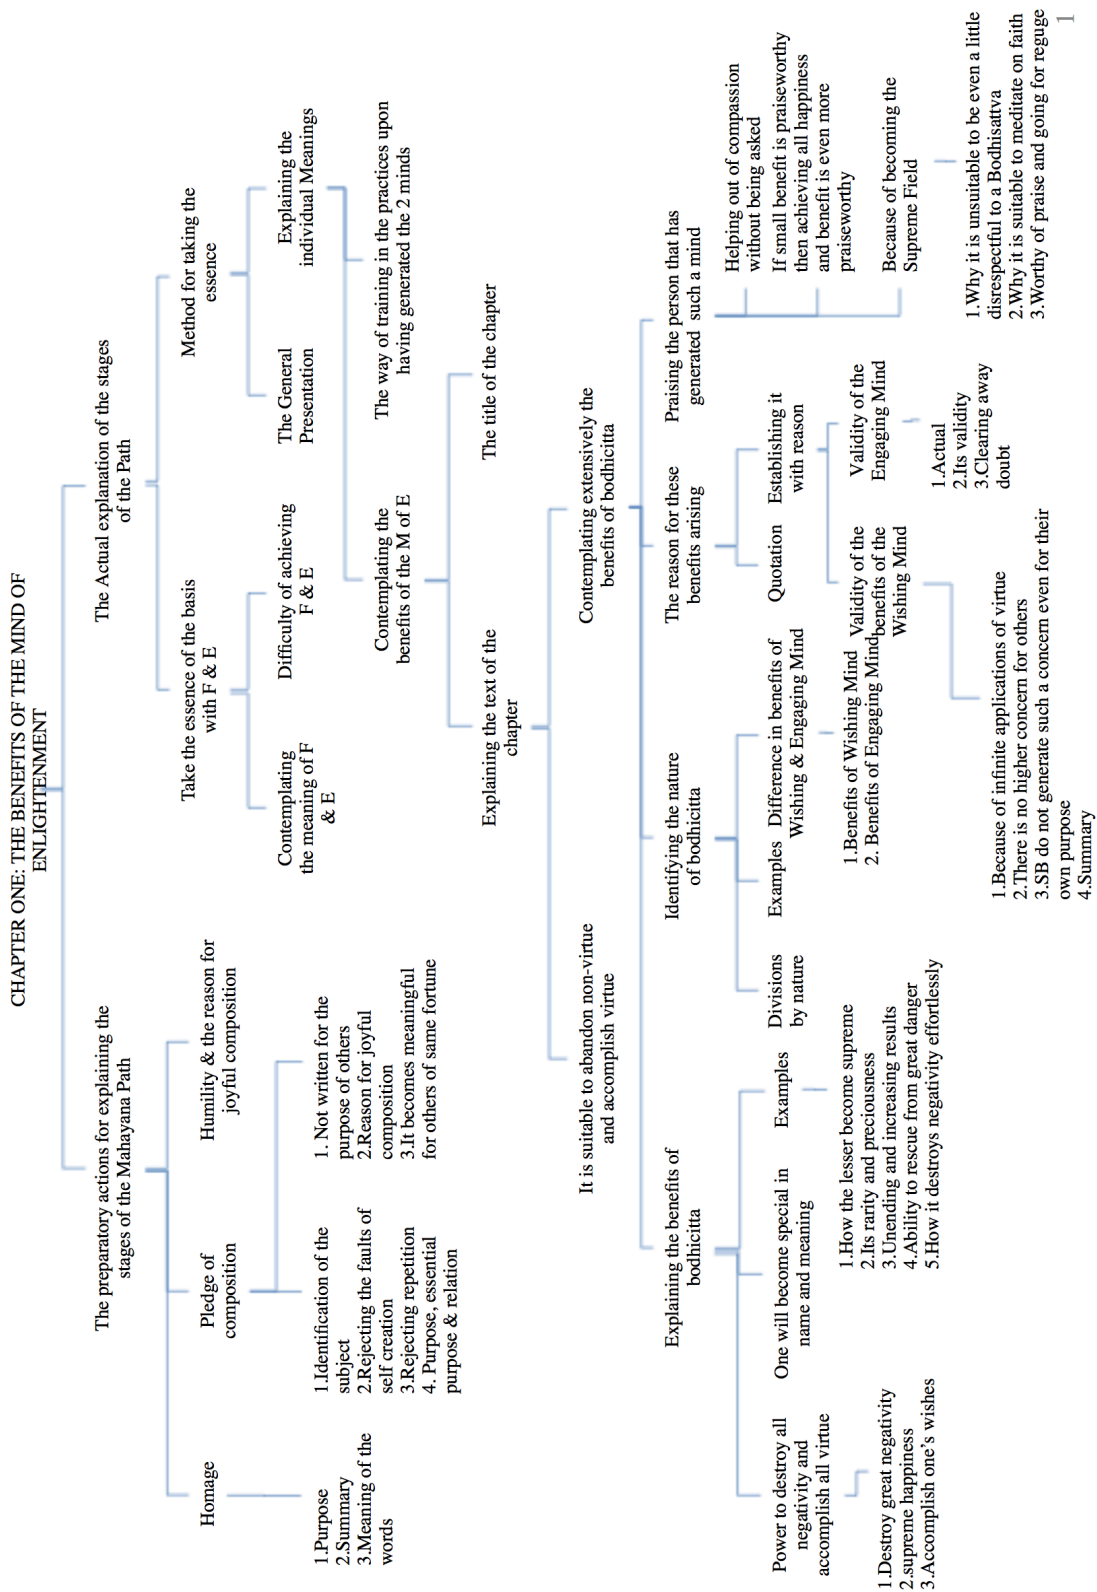 CHAPTER ONE: THE BENEFITS OF THE MIND OF
ENLIGHTENMENT
The preparatory actions for explaining the
stages of the Mahayana Path
The Actual explanation of the stages
of the Path
Homage
Pledge of
composition
Humility & the reason for
joyful composition
Take the essence of the basis
with F & E
Method for taking the
essence
1.Purpose
2.Summary
3.Meaning of the
words
1.Identification of the
subject
2.Rejecting the faults of
self creation
3.Rejecting repetition
4. Purpose, essential
purpose & relation
1. Not written for the
purpose of others
2.Reason for joyful
composition
3.It becomes meaningful
for others of same fortune
Contemplating
the meaning of F
& E
Difficulty of achieving
F & E
The General
Presentation
Explaining the
individual Meanings
Contemplating the
benefits of the M of E
The way of training in the practices upon
having generated the 2 minds
Explaining the text of the
chapter
The title of the chapter
It is suitable to abandon non-virtue
and accomplish virtue
Contemplating extensively the
benefits of bodhicitta
Explaining the benefits of
bodhicitta
Identifying the nature
of bodhicitta
The reason for these
benefits arising
Praising the person that has
generated such a mind
Power to destroy all
negativity and
accomplish all virtue
One will become special in
name and meaning
Examples
Divisions
by nature
Examples
Difference in benefits of
Wishing & Engaging Mind
Quotation
Establishing it
with reason
Helping out of compassion
without being asked
If small benefit is praiseworthy
then achieving all happiness
and benefit is even more
praiseworthy
Because of becoming the
Supreme Field
1.Destroy great negativity
2.supreme happiness
3.Accomplish one's wishes
1.How the lesser become supreme
2.Its rarity and preciousness
3.Unending and increasing results
4.Ability to rescue from great danger
5.How it destroys negativity effortlessly
1.Benefits of Wishing Mind
2. Benefits of Engaging Mind
Validity of the
benefits of the
Wishing Mind
Validity of the
Engaging Mind
1.Because of infinite applications of virtue
2.There is no higher concern for others
3.SB do not generate such a concern even for their
own purpose
4.Summary
1.Actual
2.Its validity
3.Clearing away
doubt
1.Why it is unsuitable to be even a little
disrespectful to a Bodhisattva
2.Why it is suitable to meditate on faith
3.Worthy of praise and going for reguge
1